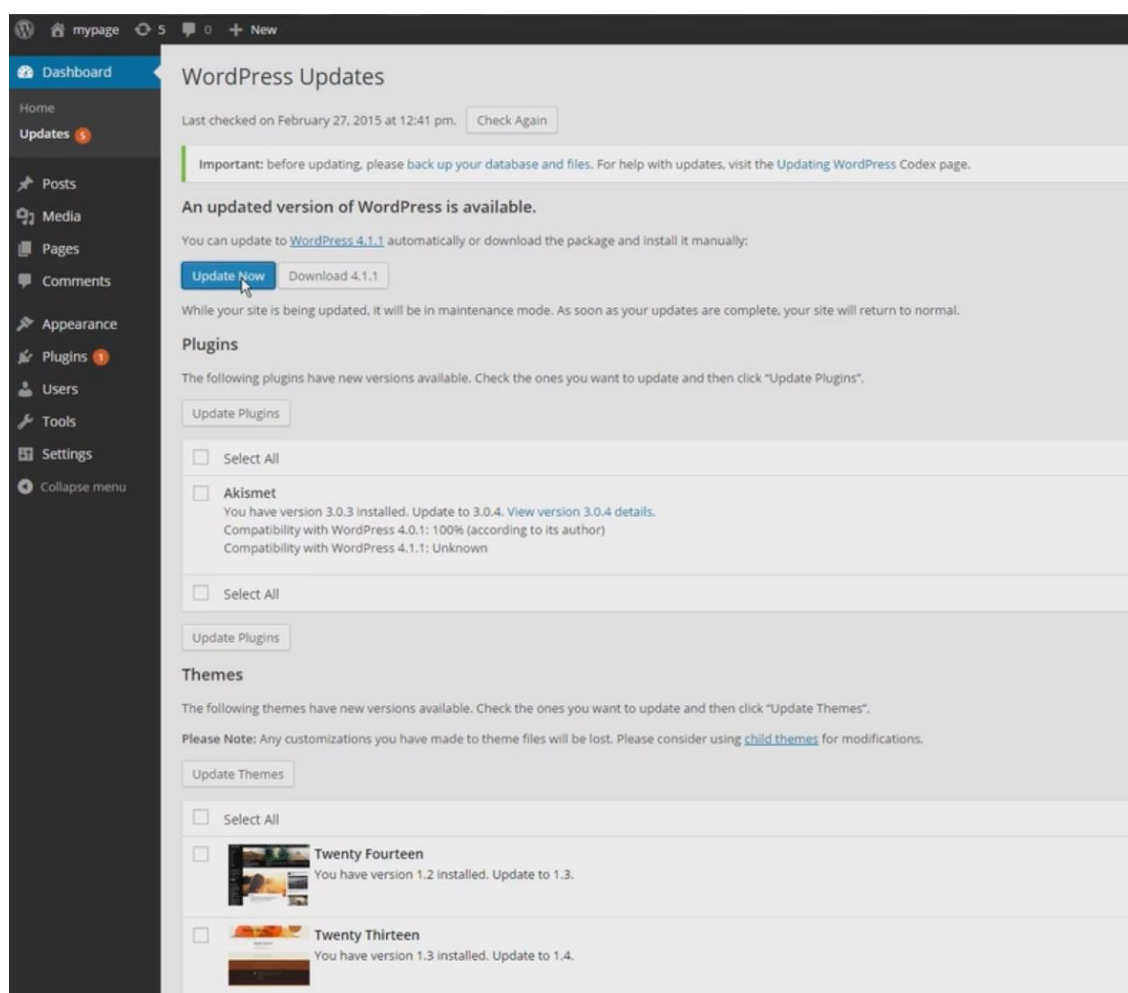 mypage 5 0 + New
Dashboard
Home
Updates 5
Posts
Media
Pages
Comments
Appearance
Plugins 1
Users
Tools
Settings
Collapse menu
WordPress Updates
Last checked on February 27, 2015 at 12:41 pm. Check Again
Important: before updating, please back up your database and files. For help with updates, visit the Updating WordPress Codex page.
An updated version of WordPress is available.
You can update to WordPress 4.1.1 automatically or download the package and install it manually:
Update Now Download 4.1.1
While your site is being updated, it will be in maintenance mode. As soon as your updates are complete, your site will return to normal.
Plugins
The following plugins have new versions available. Check the ones you want to update and then click “Update Plugins”.
Update Plugins
Select All
Akismet
You have version 3.0.3 installed. Update to 3.0.4. View version 3.0.4 details.
Compatibility with WordPress 4.0.1: 100% (according to its author)
Compatibility with WordPress 4.1.1: Unknown
Select All
Update Plugins
Themes
The following themes have new versions available. Check the ones you want to update and then click “Update Themes”.
Please Note: Any customizations you have made to theme files will be lost. Please consider using child themes for modifications.
Update Themes
Select All
Twenty Fourteen
You have version 1.2 installed. Update to 1.3.
Twenty Thirteen
You have version 1.3 installed. Update to 1.4.